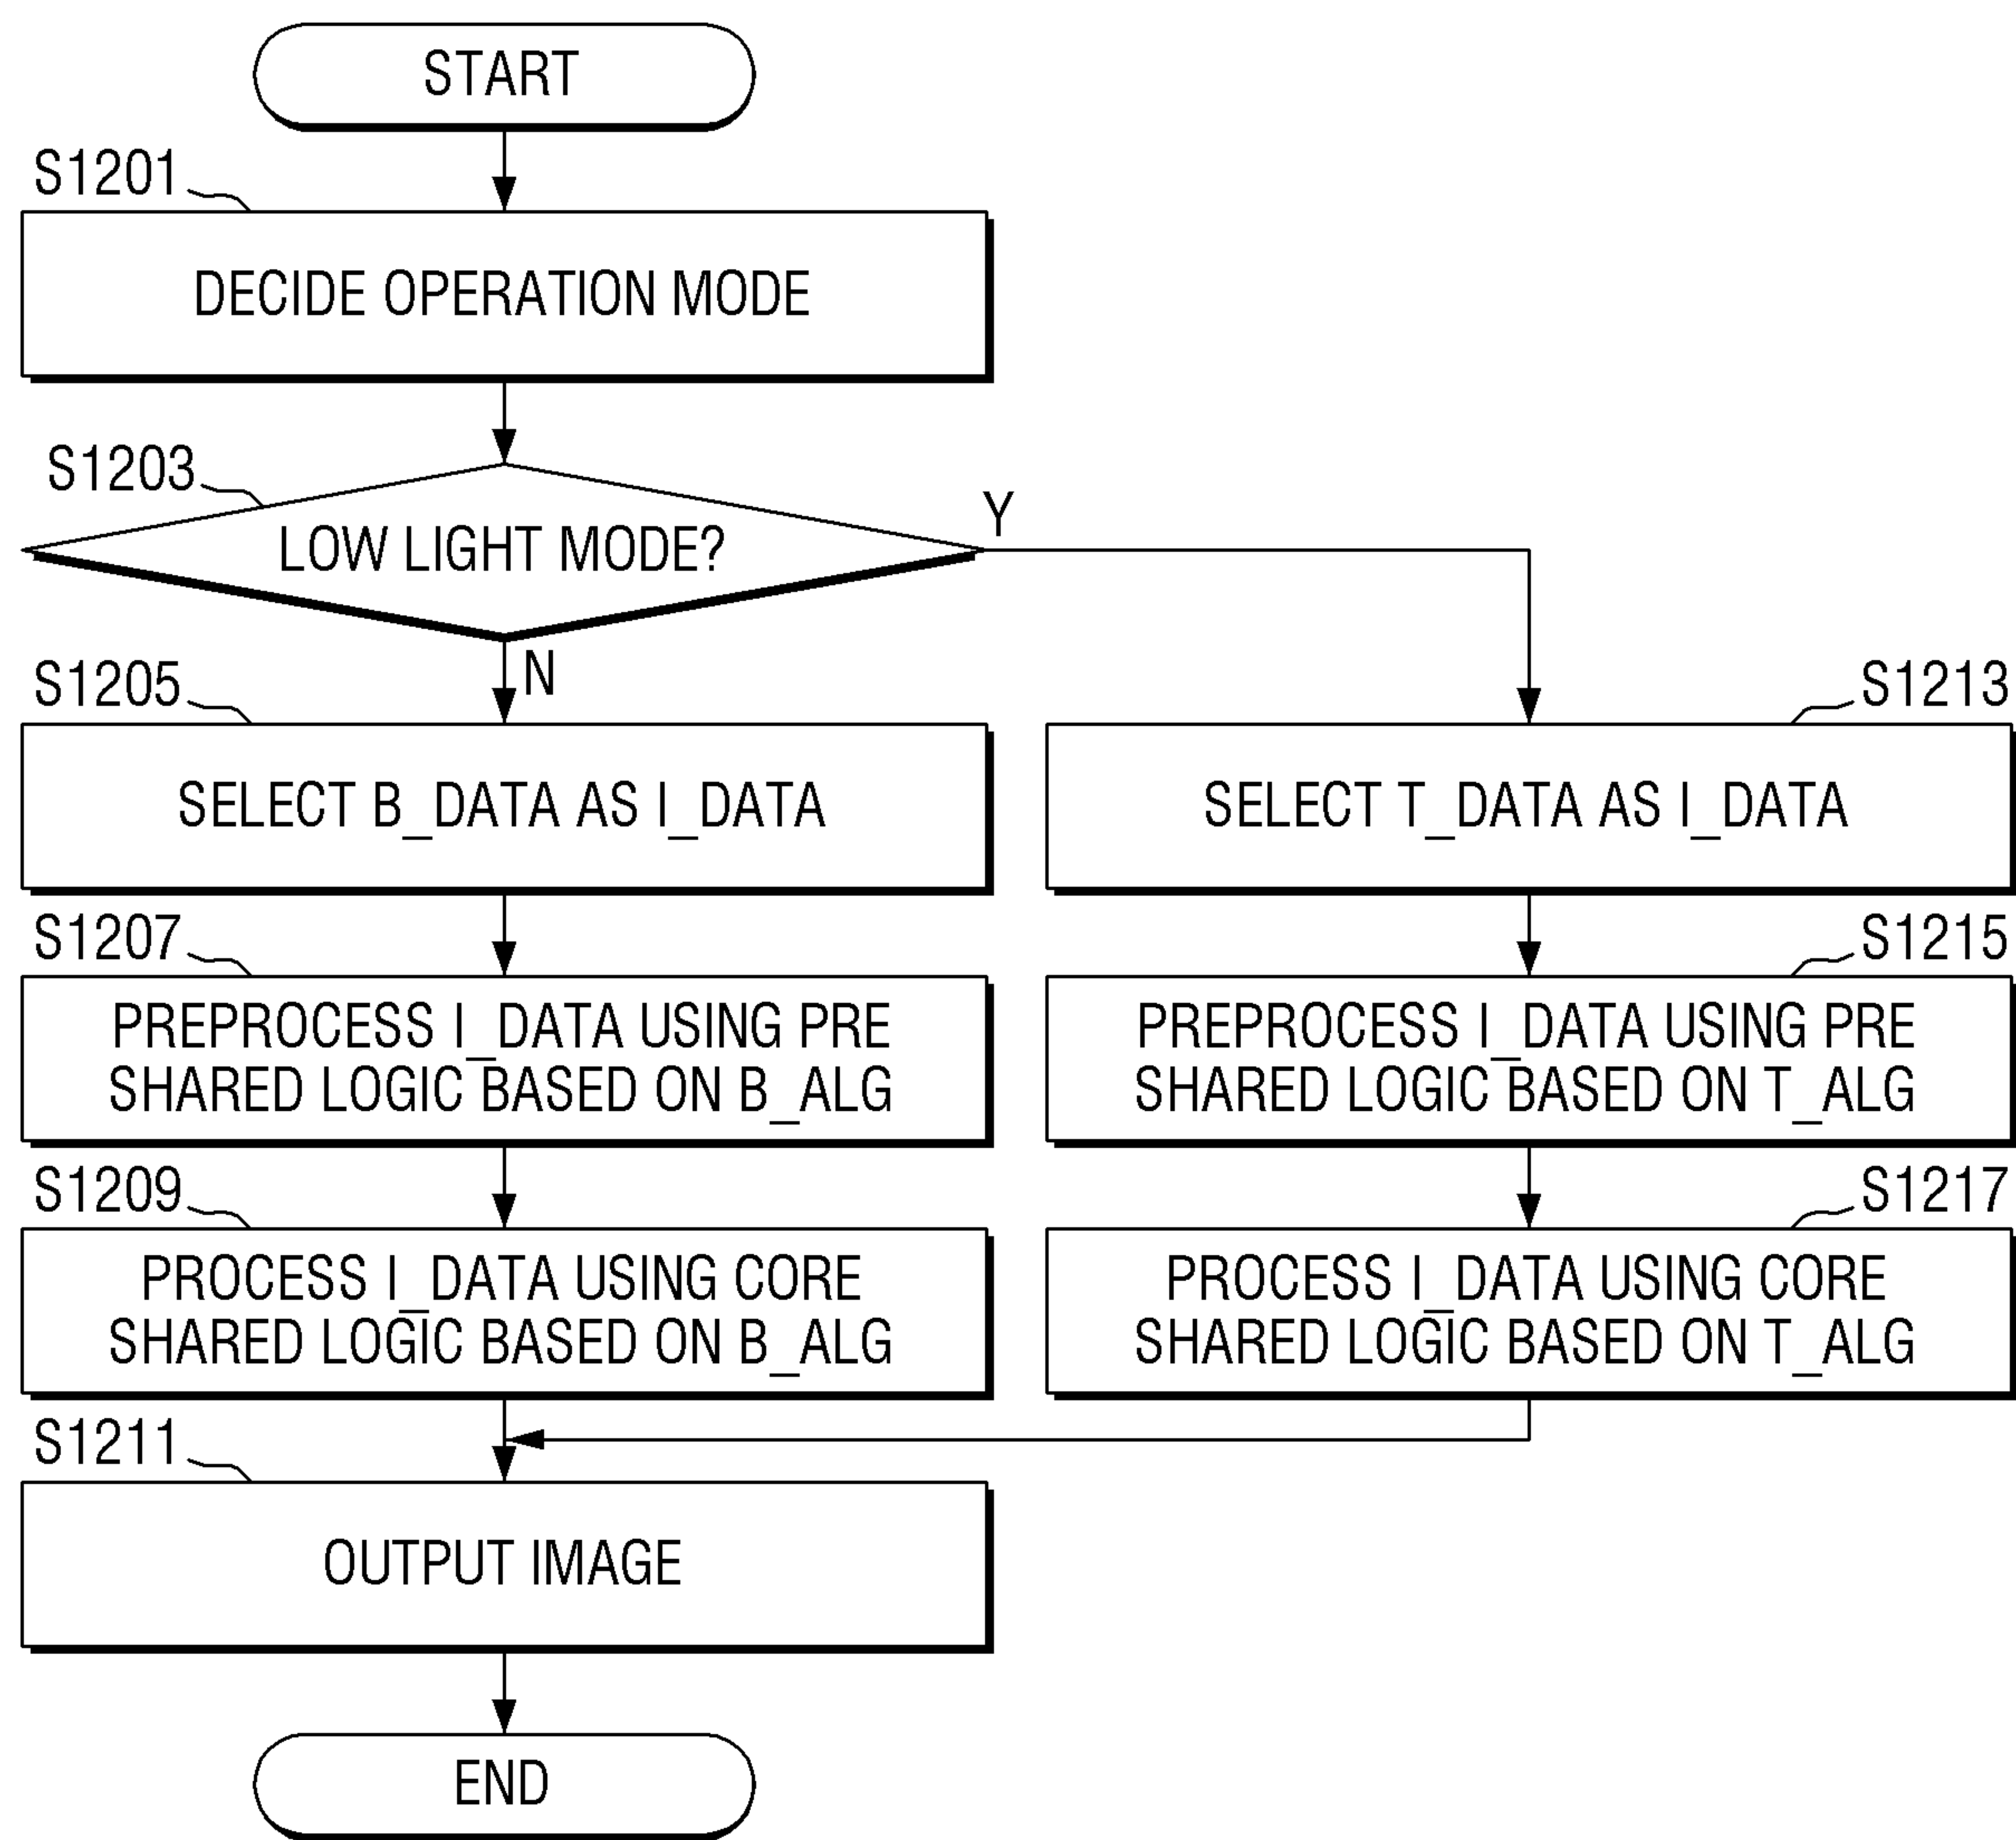 START
S1201
DECIDE OPERATION MODE
S1203
LOW LIGHT MODE?
Y
N
S1205
SELECT B_DATA AS I_DATA
S1213
SELECT T_DATA AS I_DATA
S1207
PREPROCESS I_DATA USING PRE
SHARED LOGIC BASED ON B_ALG
S1215
PREPROCESS I_DATA USING PRE
SHARED LOGIC BASED ON T_ALG
S1209
PROCESS I_DATA USING CORE
SHARED LOGIC BASED ON B_ALG
S1217
PROCESS I_DATA USING CORE
SHARED LOGIC BASED ON T_ALG
S1211
OUTPUT IMAGE
END